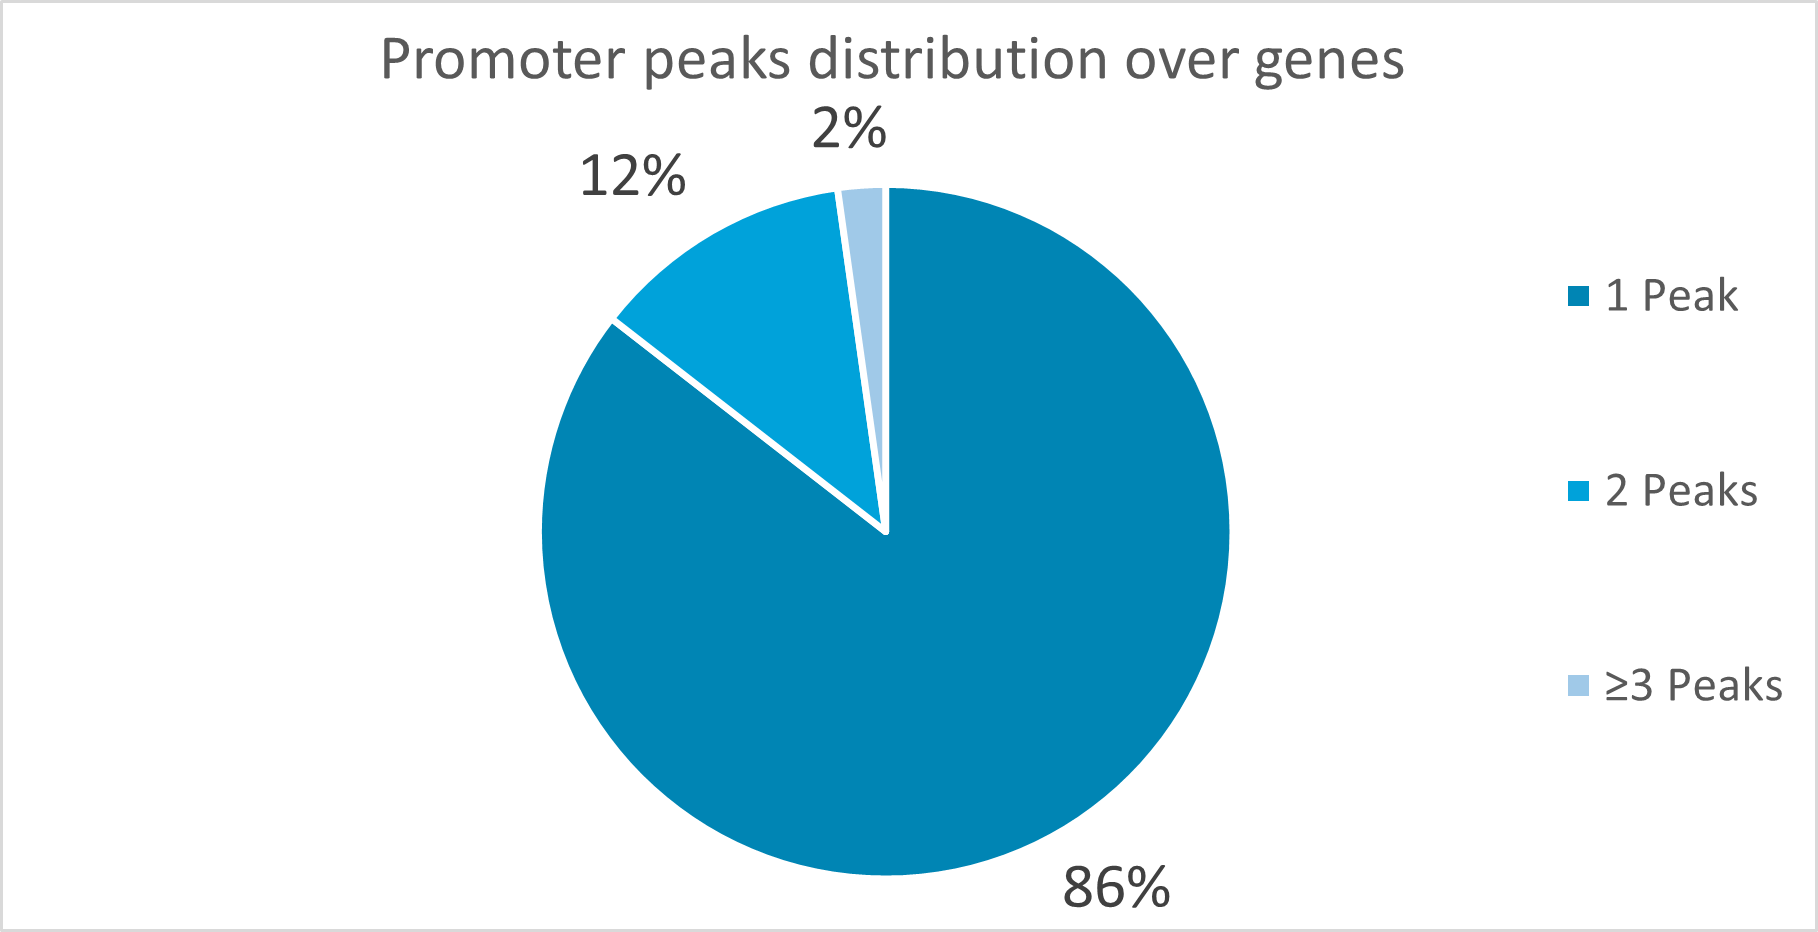 Promoter peaks distribution over genes
2%
12%
1 Peak
2 Peaks
≥3 Peaks
86%